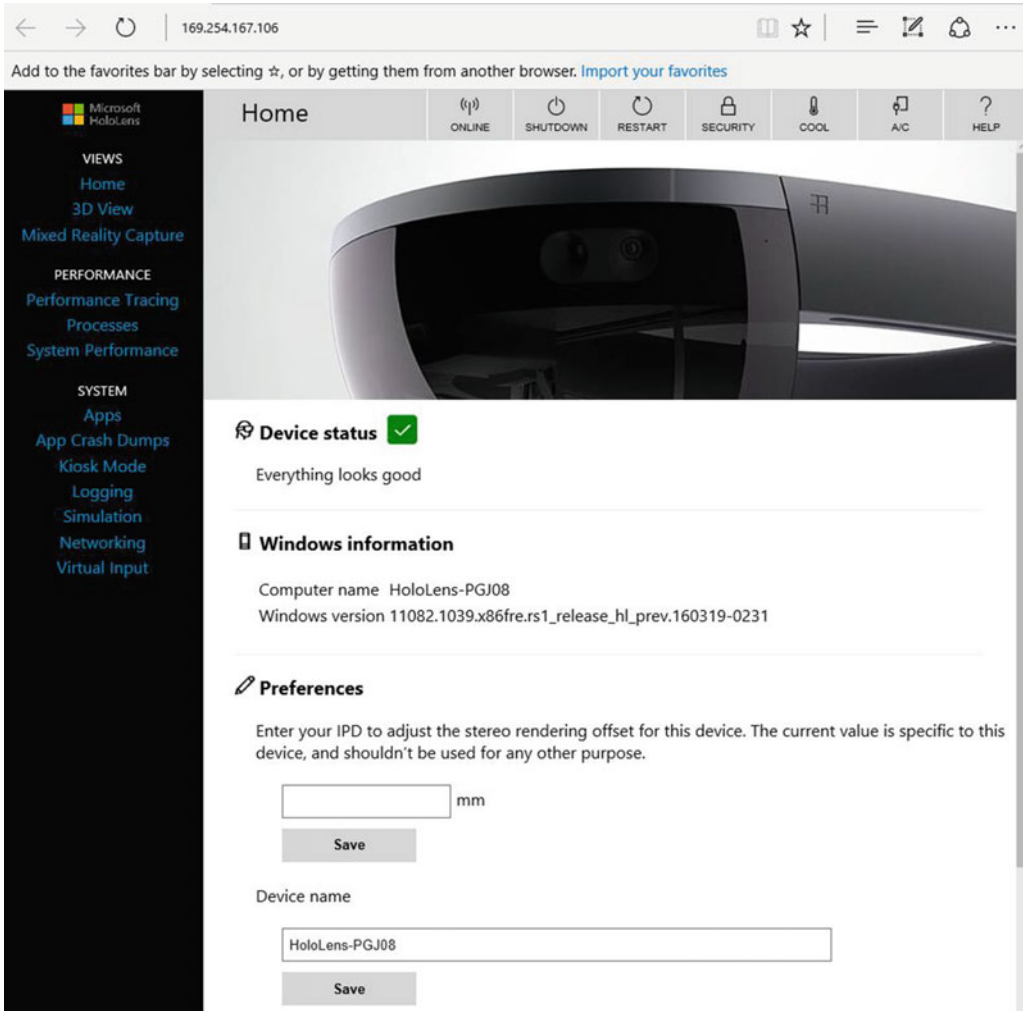 169.254.167.106
Add to the favorites bar by selecting ☆, or by getting them from another browser. Import your favorites
Microsoft
HoloLens
Home
ONLINE
SHUTDOWN
RESTART
SECURITY
COOL
A/C
?
HELP
VIEWS
Home
3D View
Mixed Reality Capture
PERFORMANCE
Performance Tracing
Processes
System Performance
SYSTEM
Apps
App Crash Dumps
Kiosk Mode
Logging
Simulation
Networking
Virtual Input
Device status
Everything looks good
Windows information
Computer name HoloLens-PGJ08
Windows version 11082.1039.x86fre.rs1_release_hl_prev.160319-0231
Preferences
Enter your IPD to adjust the stereo rendering offset for this device. The current value is specific to this
device, and shouldn't be used for any other purpose.
mm
Save
Device name
HoloLens-PGJ08
Save